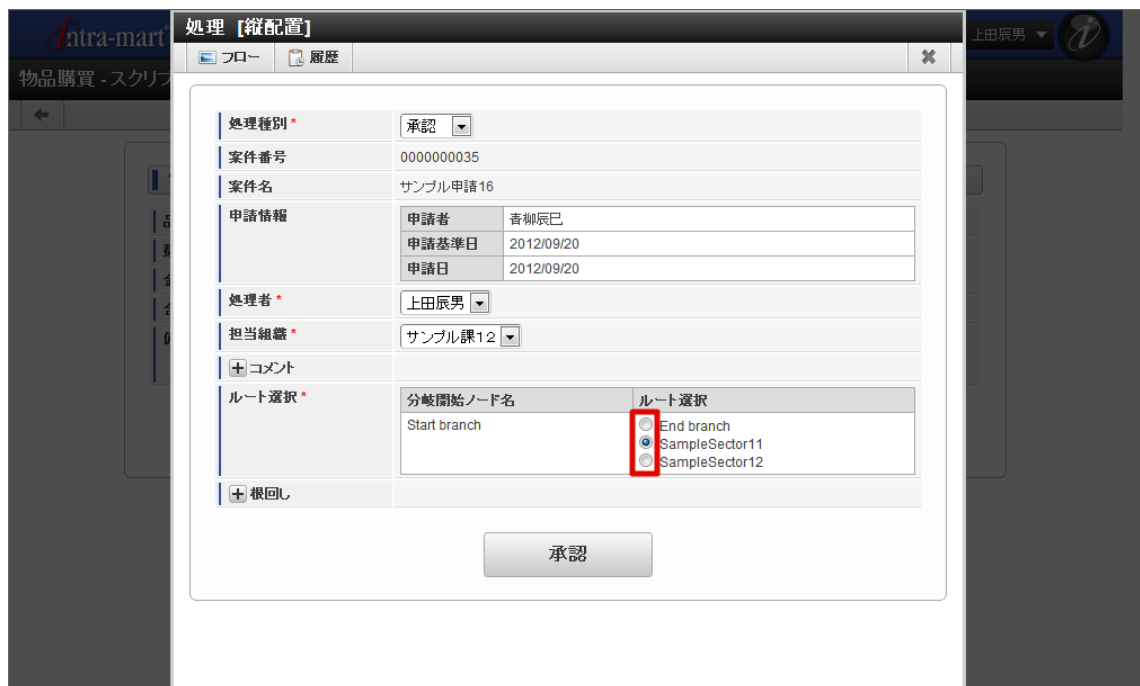 intra-mart
処理 [縦配置]
上田辰男
フロー 履歴
物品購買 - スクリプ
処理種別*
承認
案件番号
0000000035
案件名
サンプル申請16
申請情報
申請者 青柳辰巳
申請基準日 2012/09/20
申請日 2012/09/20
処理者*
上田辰男
担当組織*
サンプル課12
コメント
ルート選択*
分岐開始ノード名 ルート選択
Start branch
End branch
SampleSector11
SampleSector12
根回し
承認